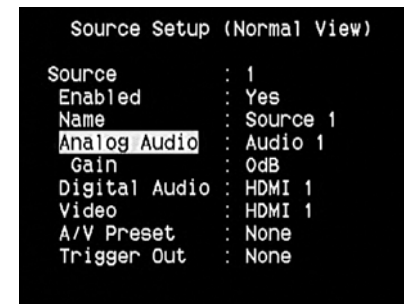 Source Setup (Normal View)
Source : 1
Enabled : Yes
Name : Source 1
Analog Audio : Audio 1
Gain : 0dB
Digital Audio : HDMI 1
Video : HDMI 1
A/V Preset : None
Trigger Out : None